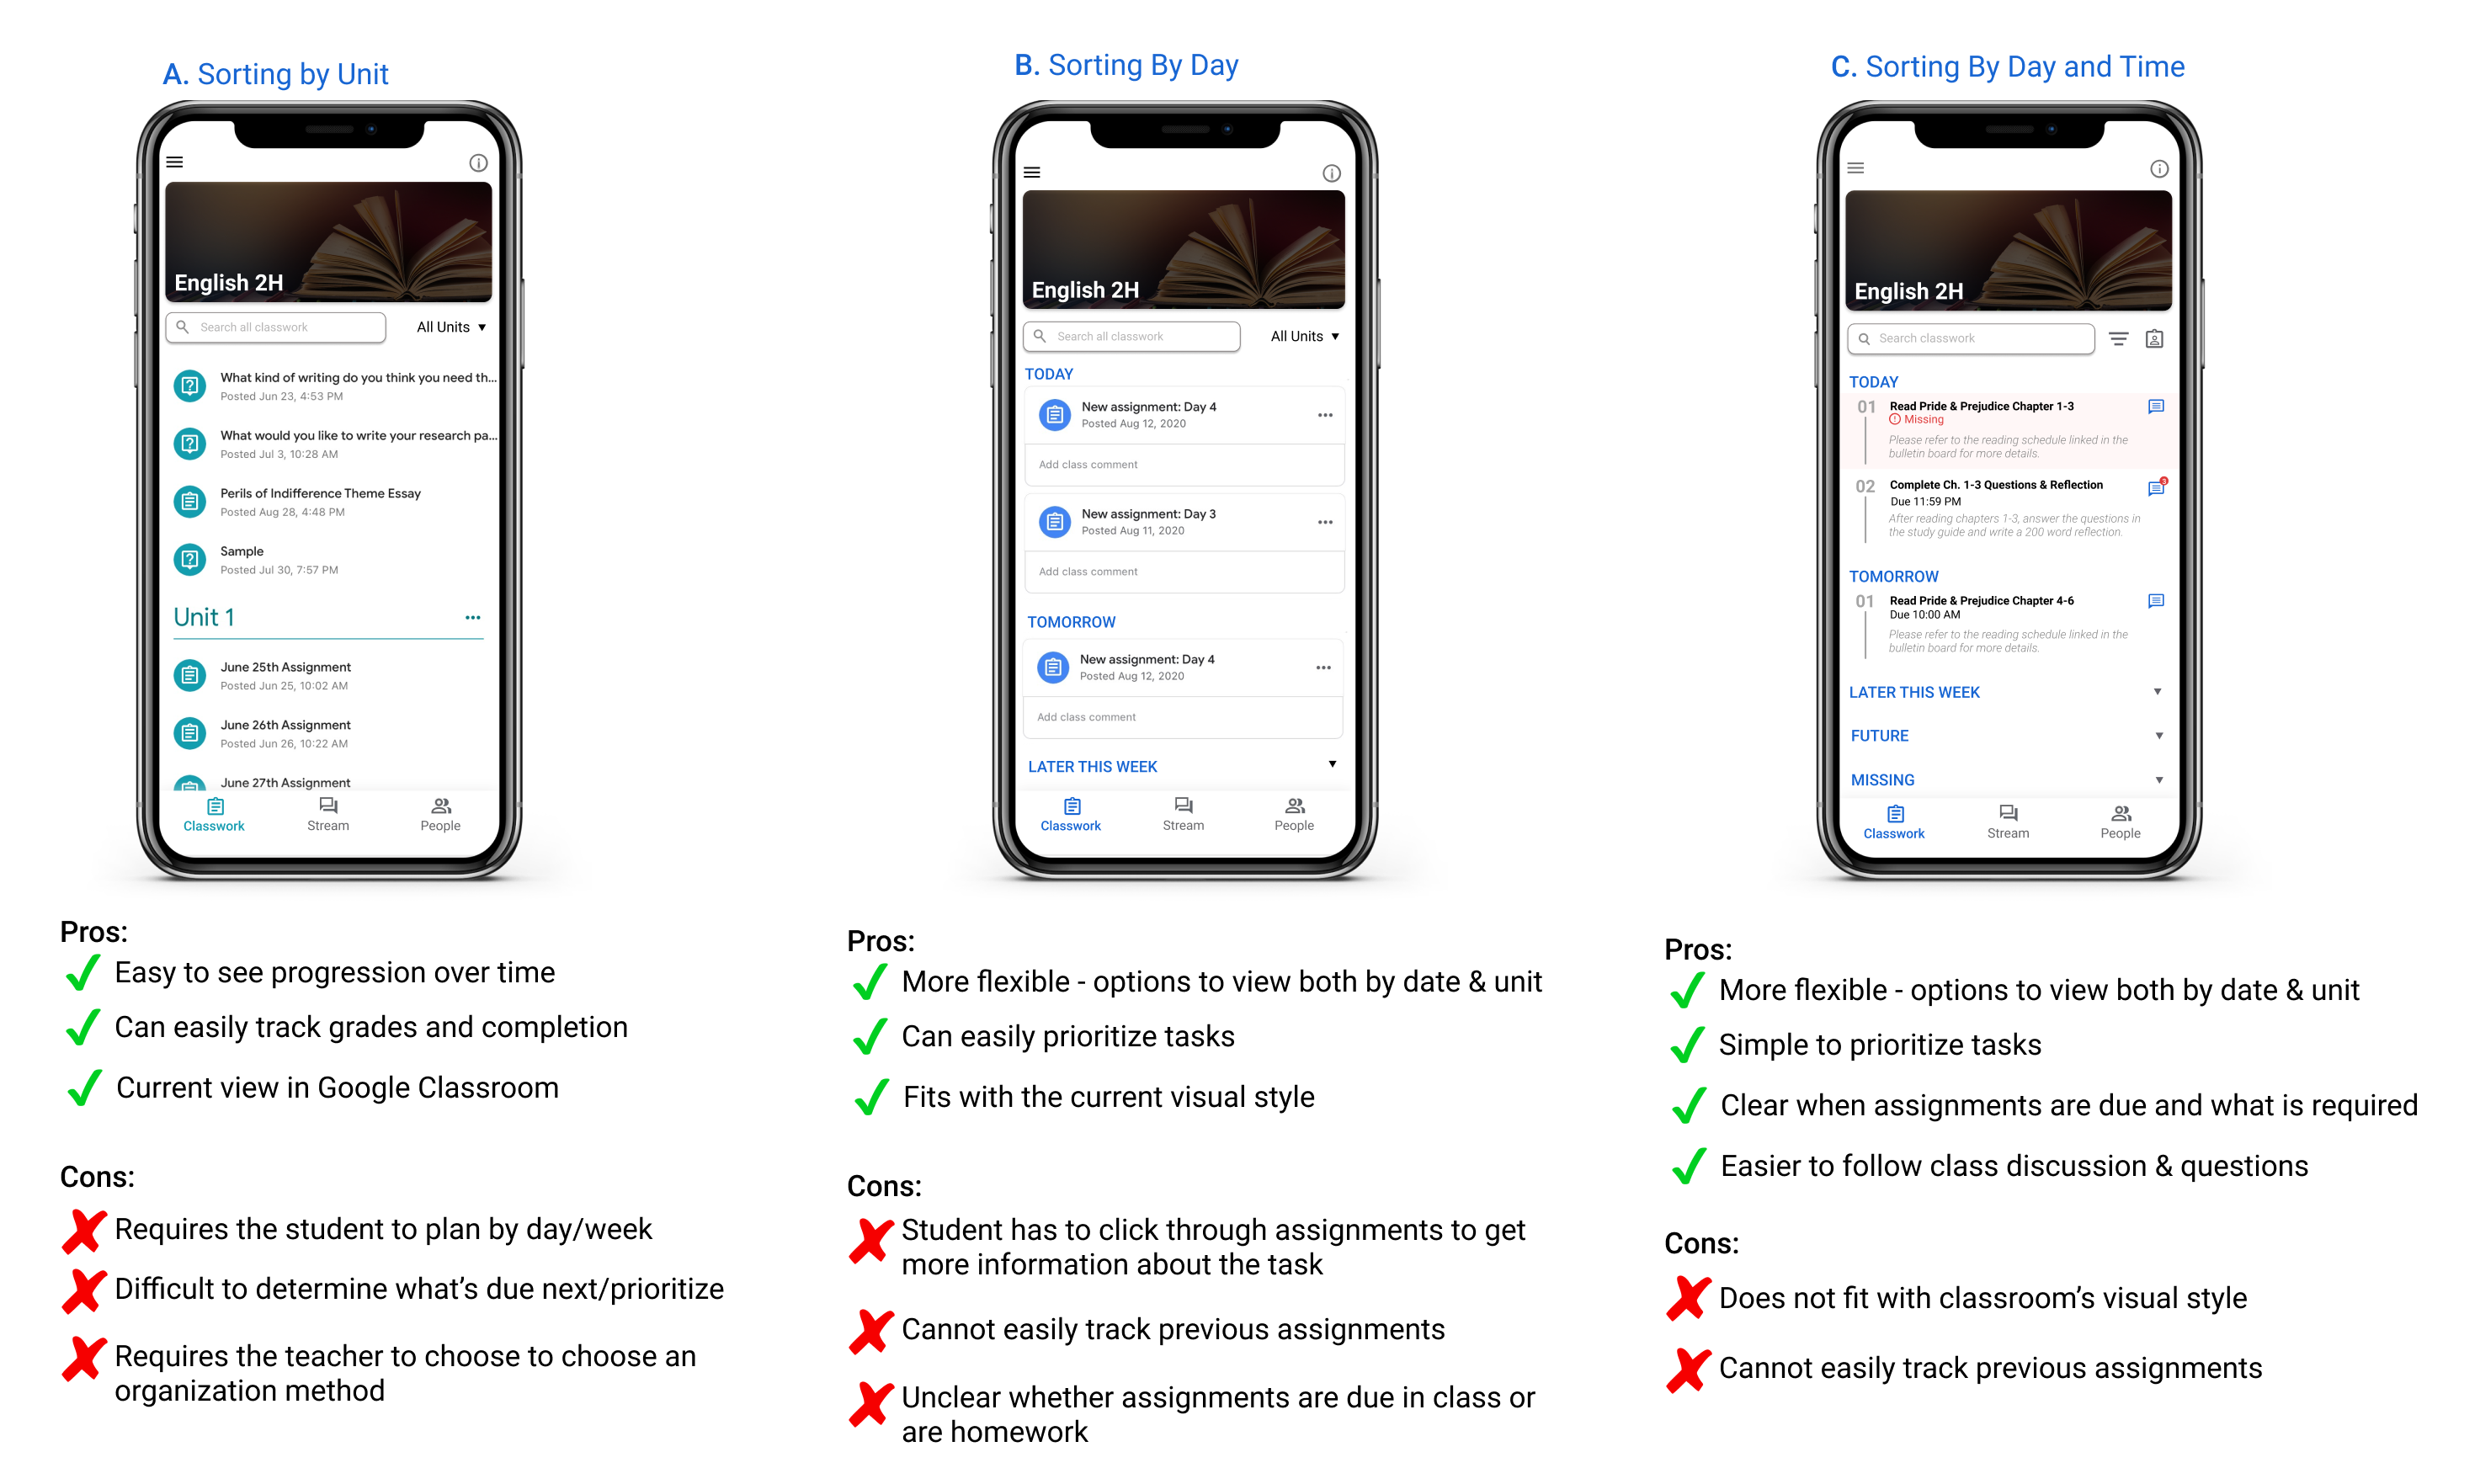 A. Sorting by Unit
English 2H
Search all classwork
All Units
What kind of writing do you think you need th...
Posted Jun 23, 4:53 PM
What would you like to write your research pa...
Posted Jul 3, 10:28 AM
Perils of Indifference Theme Essay
Posted Aug 28, 4:48 PM
Sample
Posted Jul 30, 7:57 PM
Unit 1
June 25th Assignment
Posted Jun 25, 10:02 AM
June 26th Assignment
Posted Jun 26, 10:22 AM
June 27th Assignment
Classwork
Stream
People
Pros:
Easy to see progression over time
Can easily track grades and completion
Current view in Google Classroom
Cons:
Requires the student to plan by day/week
Difficult to determine what's due next/prioritize
Requires the teacher to choose to choose an
organization method
B. Sorting By Day
English 2H
Search all classwork
All Units
TODAY
New assignment: Day 4
Posted Aug 12, 2020
Add class comment
New assignment: Day 3
Posted Aug 11, 2020
Add class comment
TOMORROW
New assignment: Day 4
Posted Aug 12, 2020
Add class comment
LATER THIS WEEK
Classwork
Stream
People
Pros:
More flexible - options to view both by date & unit
Can easily prioritize tasks
Fits with the current visual style
Cons:
Student has to click through assignments to get
more information about the task
Cannot easily track previous assignments
Unclear whether assignments are due in class or
are homework
C. Sorting By Day and Time
English 2H
Search classwork
TODAY
01
Read Pride & Prejudice Chapter 1-3
Missing
Please refer to the reading schedule linked in the
bulletin board for more details.
02
Complete Ch. 1-3 Questions & Reflection
Due 11:59 PM
After reading chapters 1-3, answer the questions in
the study guide and write a 200 word reflection.
TOMORROW
01
Read Pride & Prejudice Chapter 4-6
Due 10:00 AM
Please refer to the reading schedule linked in the
bulletin board for more details.
LATER THIS WEEK
FUTURE
MISSING
Classwork
Stream
People
Pros:
More flexible - options to view both by date & unit
Simple to prioritize tasks
Clear when assignments are due and what is required
Easier to follow class discussion & questions
Cons:
Does not fit with classroom's visual style
Cannot easily track previous assignments